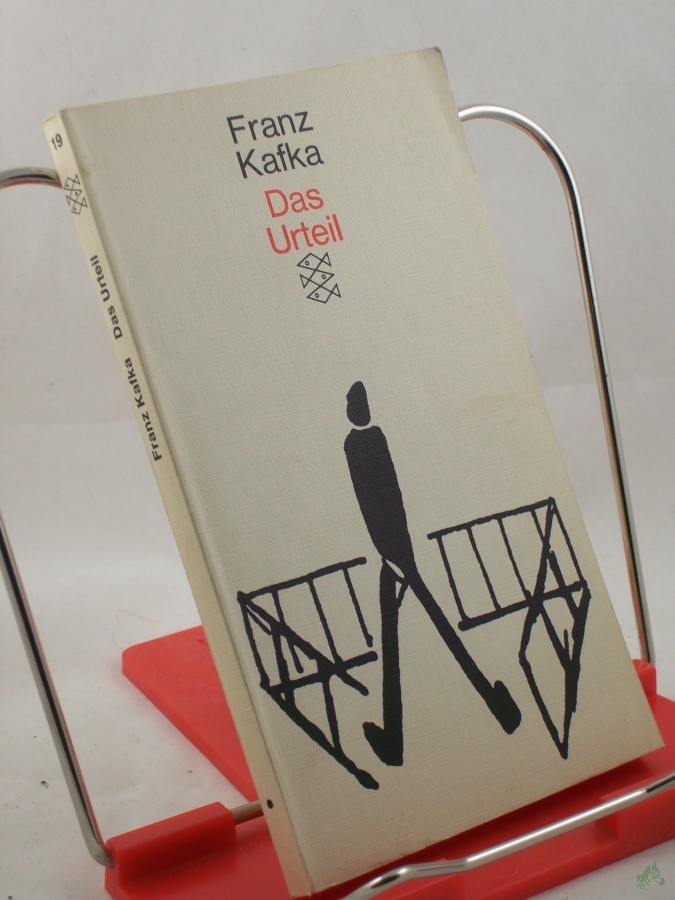 Franz
Kafka
Das
Urteil
19
Franz Kafka Das Urteil